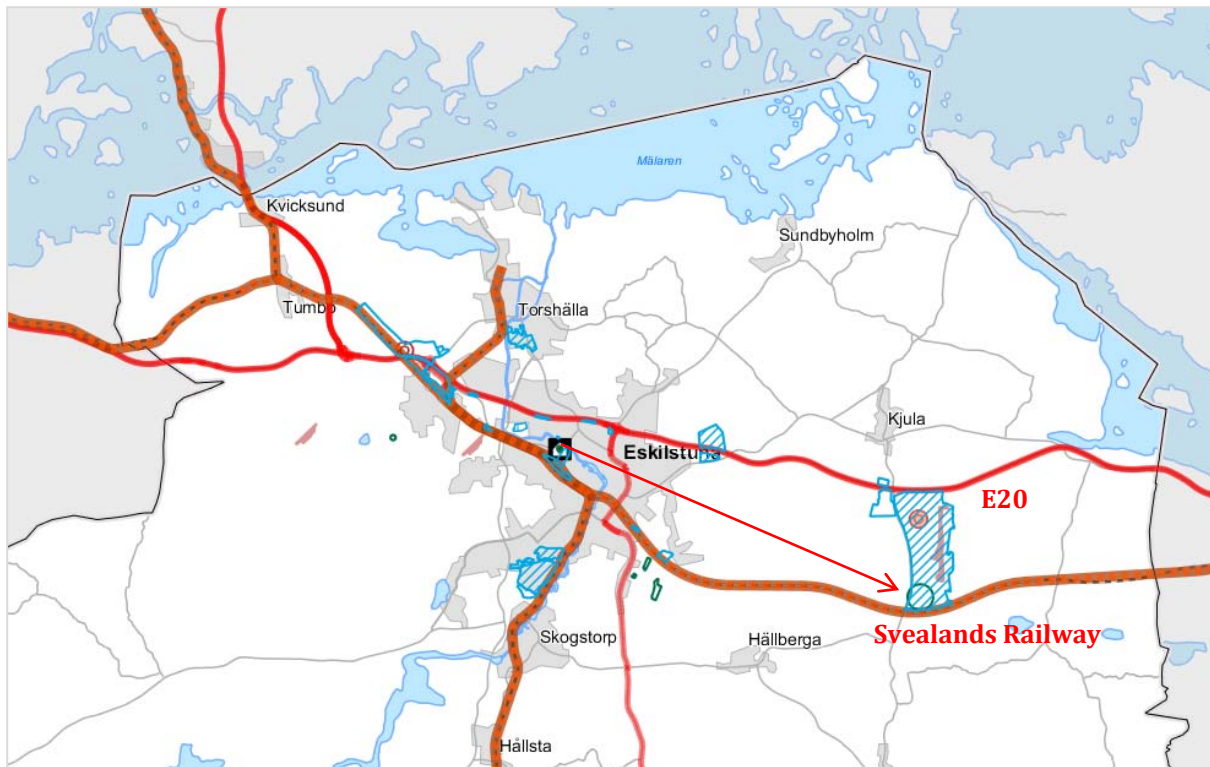 Mälaren
Kvicksund
Sundbyholm
Tumbo
Torshälla
Kjula
Eskilstuna
E20
Svealands Railway
Skogstorp
Hällberga
Hållsta